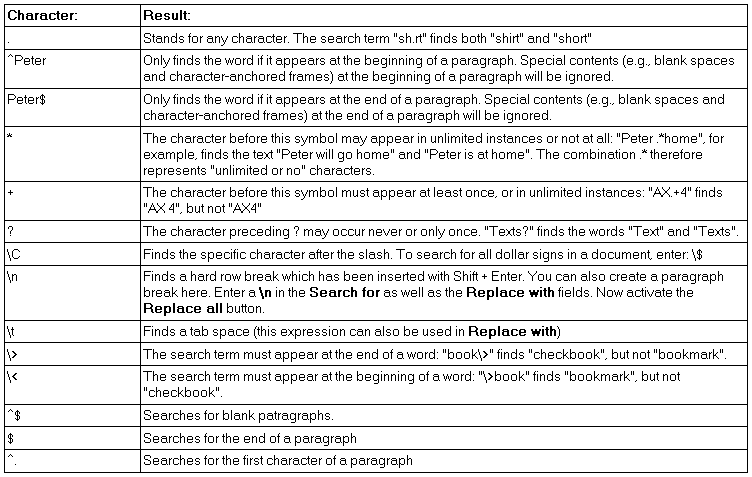 Character: Result:
. Stands for any character. The search term "sh.rt" finds both "shirt" and "short"
^Peter Only finds the word if it appears at the beginning of a paragraph. Special contents (e.g., blank spaces
and character-anchored frames) at the beginning of a paragraph will be ignored.
Peter$ Only finds the word if it appears at the end of a paragraph. Special contents (e.g., blank spaces and
character-anchored frames) at the end of a paragraph will be ignored.
* The character before this symbol may appear in unlimited instances or not at all: "Peter .*home", for
example, finds the text "Peter will go home" and "Peter is at home". The combination .* therefore
represents "unlimited or no" characters.
+ The character before this symbol must appear at least once, or in unlimited instances: "AX.+4" finds
"AX 4", but not "AX4"
? The character preceding ? may occur never or only once. "Texts?" finds the words "Text" and "Texts".
\C Finds the specific character after the slash. To search for all dollar signs in a document, enter: \$
\n Finds a hard row break which has been inserted with Shift + Enter. You can also create a paragraph
break here. Enter a \n in the Search for as well as the Replace with fields. Now activate the
Replace all button.
\t Finds a tab space (this expression can also be used in Replace with)
\> The search term must appear at the end of a word: "book\>" finds "checkbook", but not "bookmark".
\< The search term must appear at the beginning of a word: "\>book" finds "bookmark", but not
"checkbook".
^$ Searches for blank patragraphs.
$ Searches for the end of a paragraph
^. Searches for the first character of a paragraph